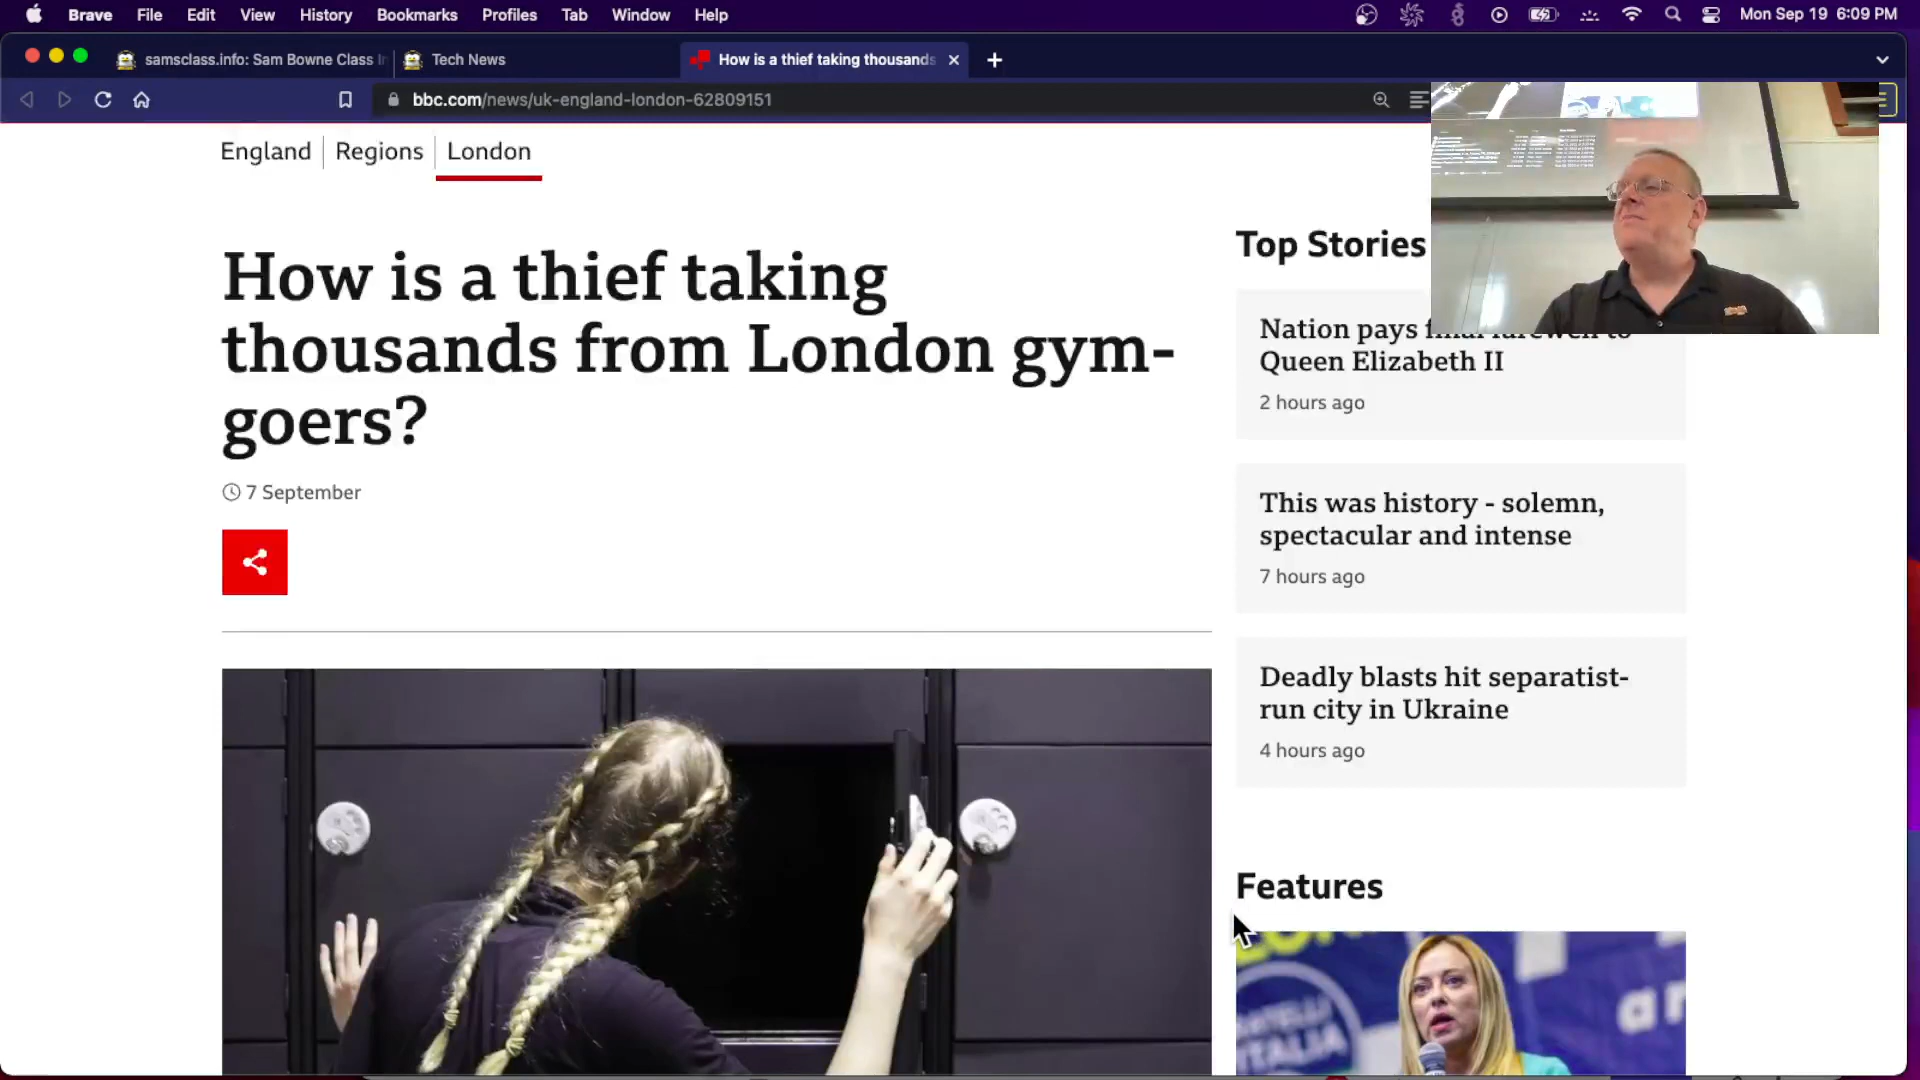 Brave File Edit View History Bookmarks Profiles Tab Window Help Mon Sep 19 6:09 PM
samsclass.info: Sam Bowne Class Tech News How is a thief taking thousands
bbc.com/news/uk-england-london-62809151
England Regions London
How is a thief taking
thousands from London gym-
goers?
7 September
Top Stories
Nation pays final farewell to
Queen Elizabeth II
2 hours ago
This was history - solemn,
spectacular and intense
7 hours ago
Deadly blasts hit separatist-
run city in Ukraine
4 hours ago
Features
ITALIA